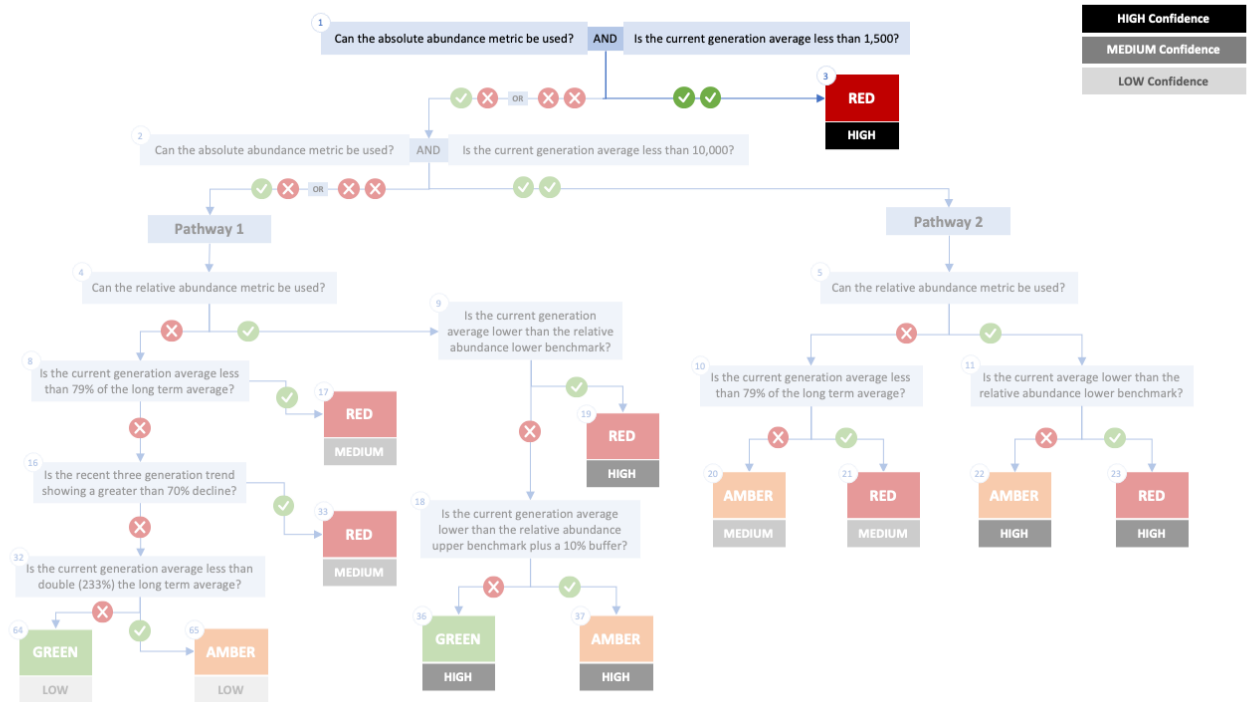 HIGH Confidence
MEDIUM Confidence
LOW Confidence
1
Can the absolute abundance metric be used?
AND
Is the current generation average less than 1,500?
OR
3
RED
HIGH
2
Can the absolute abundance metric be used?
AND
Is the current generation average less than 10,000?
OR
Pathway 1
Pathway 2
4
Can the relative abundance metric be used?
5
Can the relative abundance metric be used?
9
Is the current generation
average lower than the relative
abundance lower benchmark?
8
Is the current generation average less
than 79% of the long term average?
17
RED
MEDIUM
19
RED
HIGH
10
Is the current generation average less
than 79% of the long term average?
11
Is the current average lower than the
relative abundance lower benchmark?
16
Is the recent three generation trend
showing a greater than 70% decline?
33
RED
MEDIUM
18
Is the current generation average
lower than the relative abundance
upper benchmark plus a 10% buffer?
20
AMBER
MEDIUM
21
RED
MEDIUM
22
AMBER
HIGH
23
RED
HIGH
32
Is the current generation average less than
double (233%) the long term average?
64
GREEN
LOW
65
AMBER
LOW
36
GREEN
HIGH
37
AMBER
HIGH